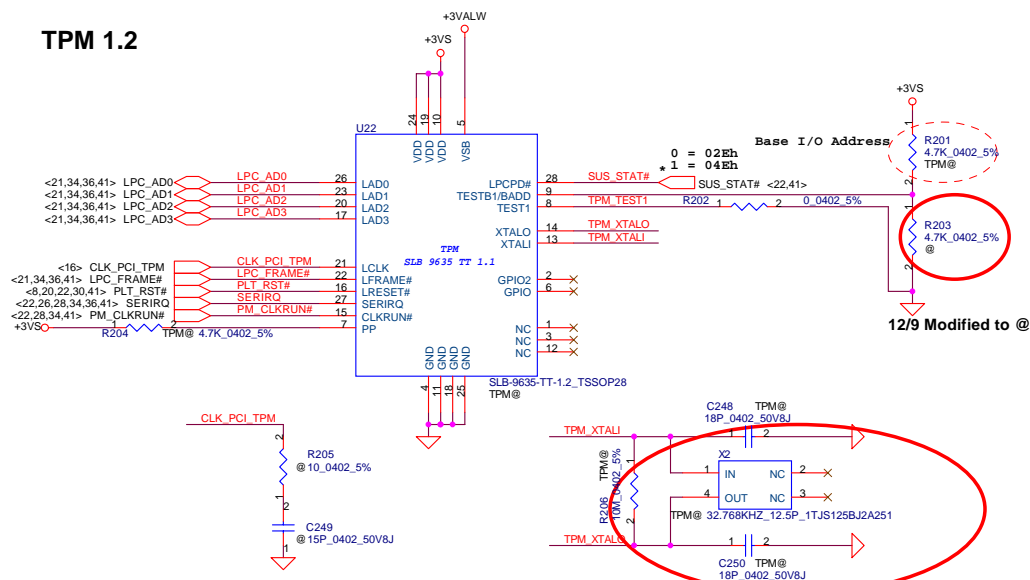 TPM 1.2
+3VALW
+3VS
+3VS
U22
24
19
10
5
VDD
VDD
VDD
VSB
Base I/O Address
0 = 02Eh
* 1 = 04Eh
1
R201
4.7K_0402_5%
TPM@
2
<21,34,36,41> LPC_AD0
LPC_AD0
26
LAD0
<21,34,36,41> LPC_AD1
LPC_AD1
23
LAD1
<21,34,36,41> LPC_AD2
LPC_AD2
20
LAD2
<21,34,36,41> LPC_AD3
LPC_AD3
17
LAD3
LPCPD#
28
SUS_STAT#
SUS_STAT# <22,41>
TESTB1/BADD
9
TEST1
8
TPM_TEST1
R202
1
2
0_0402_5%
XTALO
14
TPM_XTALO
XTALI
13
TPM_XTALI
1
R203
4.7K_0402_5%
@
2
12/9 Modified to @
TPM
SLB 9635 TT 1.1
<16> CLK_PCI_TPM
CLK_PCI_TPM
21
LCLK
<21,34,36,41> LPC_FRAME#
LPC_FRAME#
22
LFRAME#
<8,20,22,30,41> PLT_RST#
PLT_RST#
16
LRESET#
<22,26,28,34,36,41> SERIRQ
SERIRQ
27
SERIRQ
<22,28,34,41> PM_CLKRUN#
PM_CLKRUN#
15
CLKRUN#
+3VS
1
2
7
PP
R204
TPM@ 4.7K_0402_5%
GPIO2
2
GPIO
6
NC
1
NC
3
NC
12
GND
GND
GND
GND
4
11
18
25
SLB-9635-TT-1.2_TSSOP28
TPM@
CLK_PCI_TPM
2
R205
@ 10_0402_5%
1
2
C249
@ 15P_0402_50V8J
1
C248
TPM@
18P_0402_50V8J
TPM_XTALI
1
2
X2
1
IN
NC
2
4
OUT
NC
3
TPM@ 32.768KHZ_12.5P_1TJS125BJ2A251
TPM@
1
R206
10M_0402_5%
2
TPM_XTALO
1
2
C250
TPM@
18P_0402_50V8J